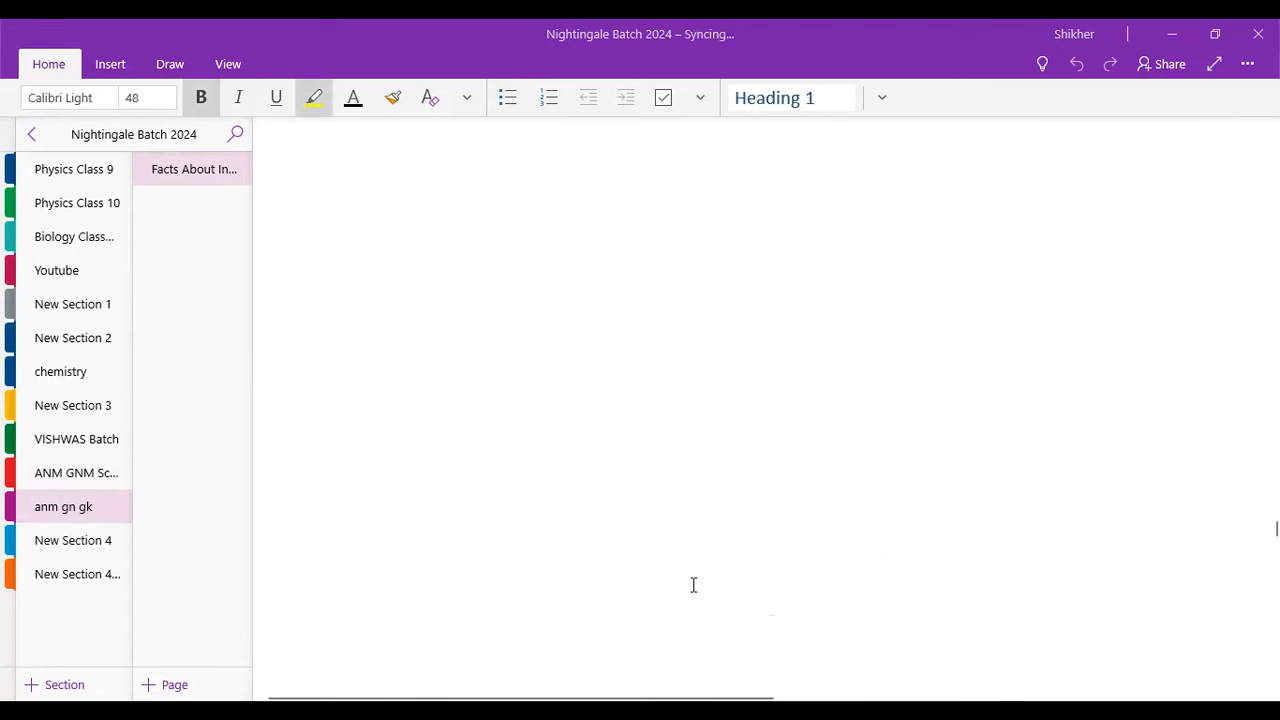 Nightingale Batch 2024 – Syncing...
Shikher
Home
Insert
Draw
View
Share
Calibri Light
48
B
I
U
A
A
Heading 1
Nightingale Batch 2024
Physics Class 9
Physics Class 10
Biology Class...
Youtube
New Section 1
New Section 2
chemistry
New Section 3
VISHWAS Batch
ANM GNM Sc...
anm gn gk
New Section 4
New Section 4...
Facts About In...
Section
Page